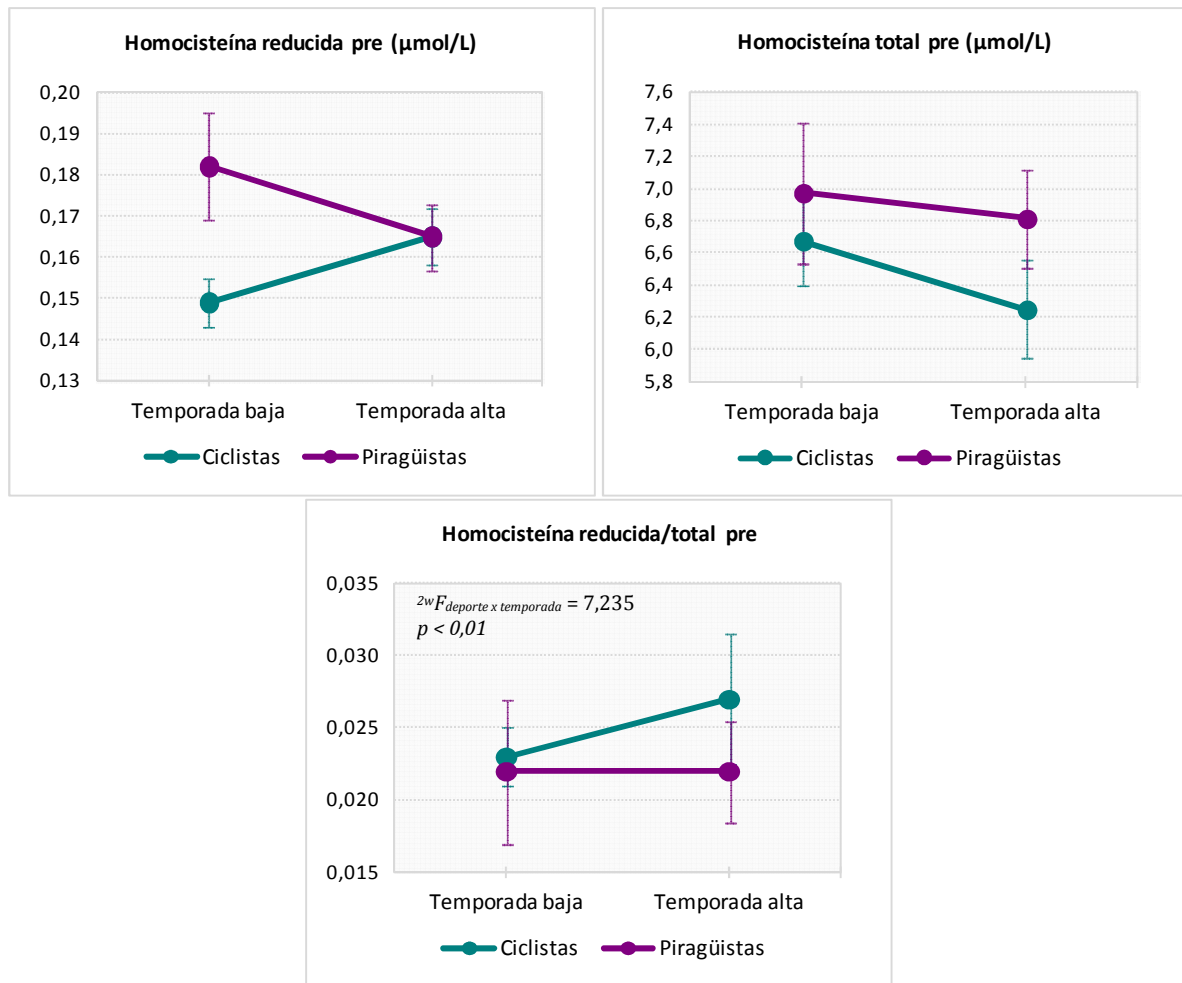 Homocisteína reducida pre (µmol/L)
0,20
0,19
0,18
0,17
0,16
0,15
0,14
0,13
Temporada baja Temporada alta
Ciclistas Piragüistas
Homocisteína total pre (µmol/L)
7,6
7,4
7,2
7,0
6,8
6,6
6,4
6,2
6,0
5,8
Temporada baja Temporada alta
Ciclistas Piragüistas
Homocisteína reducida/total pre
0,035
2wF deporte x temporada = 7,235
p < 0,01
0,030
0,025
0,020
0,015
Temporada baja Temporada alta
Ciclistas Piragüistas